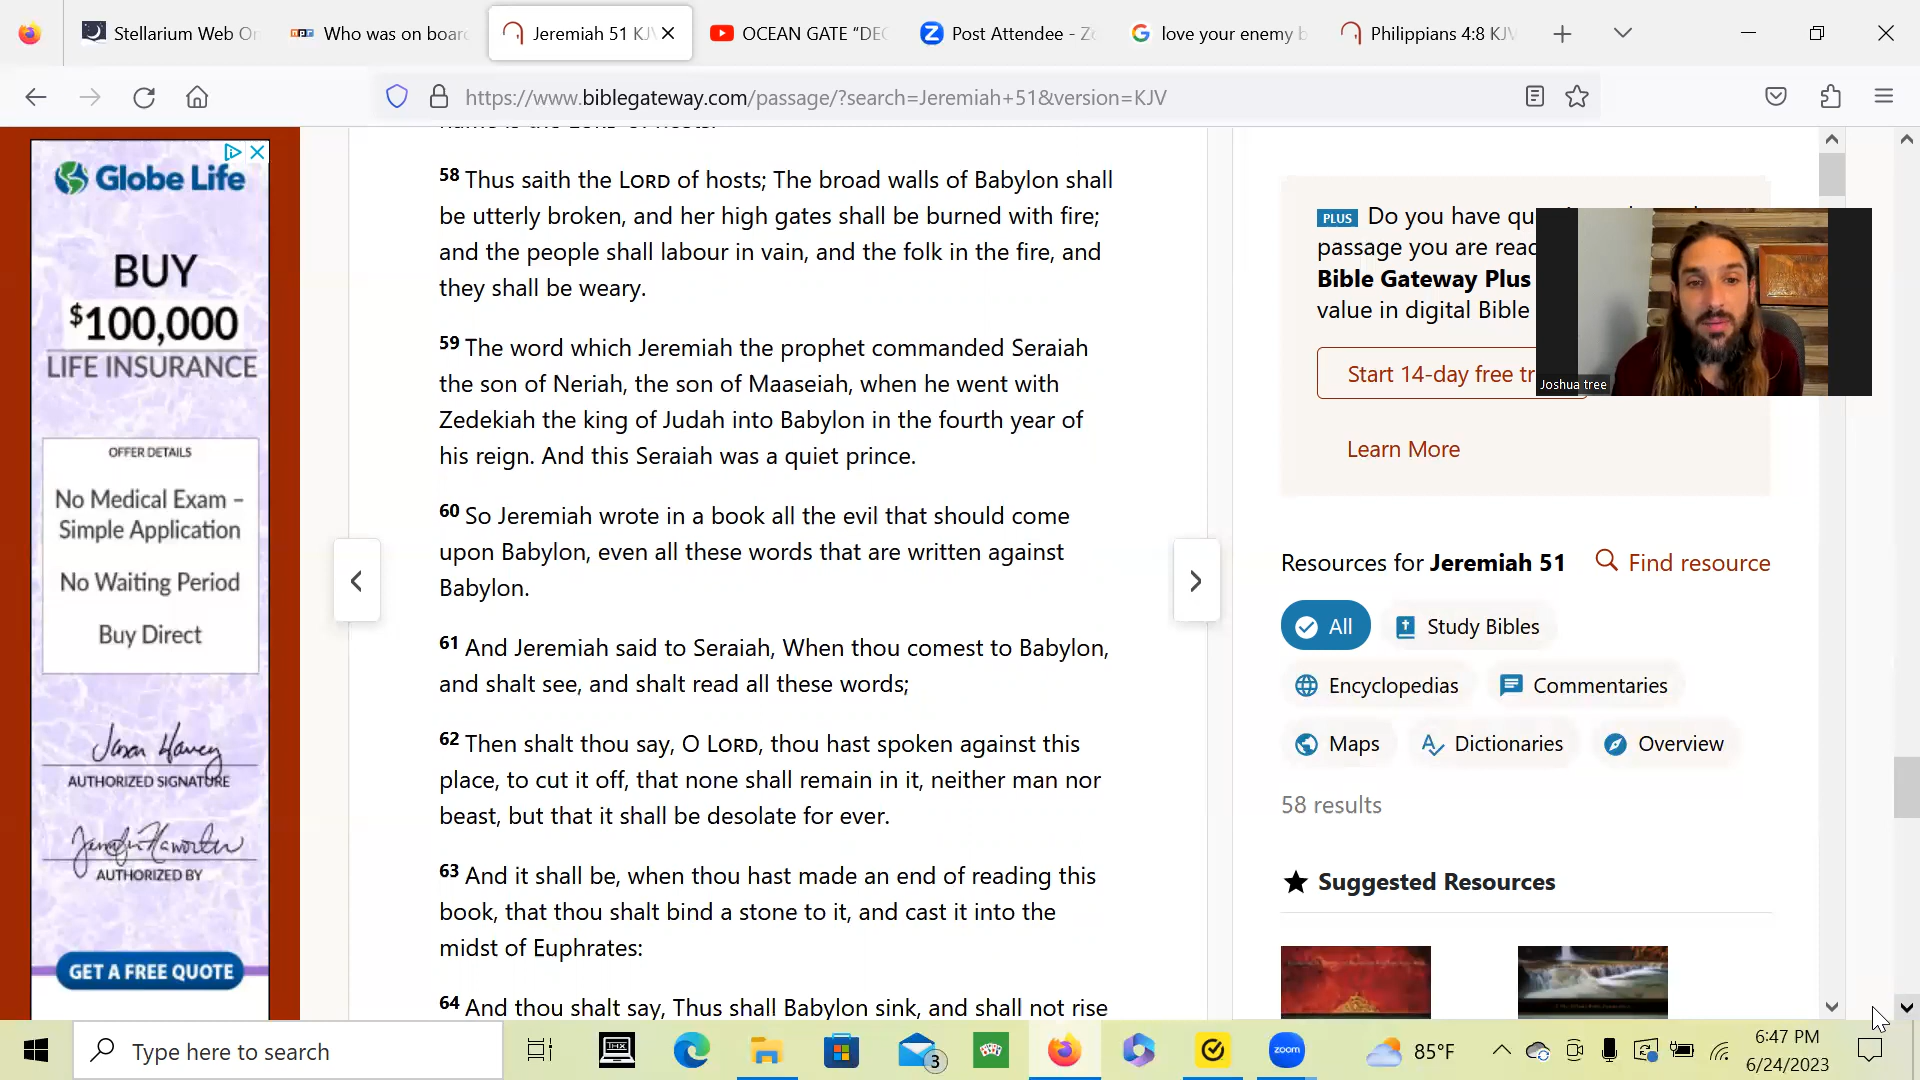 Stellarium Web On
npr Who was on boar
Jeremiah 51 KJV
OCEAN GATE "DEC
Post Attendee - Zo
love your enemy b
Philippians 4:8 KJV
https://www.biblegateway.com/passage/?search=Jeremiah+51&version=KJV
Globe Life
BUY
$100,000
LIFE INSURANCE
OFFER DETAILS
No Medical Exam –
Simple Application
No Waiting Period
Buy Direct
AUTHORIZED SIGNATURE
AUTHORIZED BY
GET A FREE QUOTE
58 Thus saith the LORD of hosts; The broad walls of Babylon shall
be utterly broken, and her high gates shall be burned with fire;
and the people shall labour in vain, and the folk in the fire, and
they shall be weary.
59 The word which Jeremiah the prophet commanded Seraiah
the son of Neriah, the son of Maaseiah, when he went with
Zedekiah the king of Judah into Babylon in the fourth year of
his reign. And this Seraiah was a quiet prince.
60 So Jeremiah wrote in a book all the evil that should come
upon Babylon, even all these words that are written against
Babylon.
61 And Jeremiah said to Seraiah, When thou comest to Babylon,
and shalt see, and shalt read all these words;
62 Then shalt thou say, O LORD, thou hast spoken against this
place, to cut it off, that none shall remain in it, neither man nor
beast, but that it shall be desolate for ever.
63 And it shall be, when thou hast made an end of reading this
book, that thou shalt bind a stone to it, and cast it into the
midst of Euphrates:
64 And thou shalt say, Thus shall Babylon sink, and shall not rise
PLUS Do you have qu
passage you are read
Bible Gateway Plus
value in digital Bible
Start 14-day free tr
Learn More
Joshua tree
Resources for Jeremiah 51
Find resource
All
Study Bibles
Encyclopedias
Commentaries
Maps
Dictionaries
Overview
58 results
Suggested Resources
Type here to search
THX
3
zoom
85°F
6:47 PM
6/24/2023